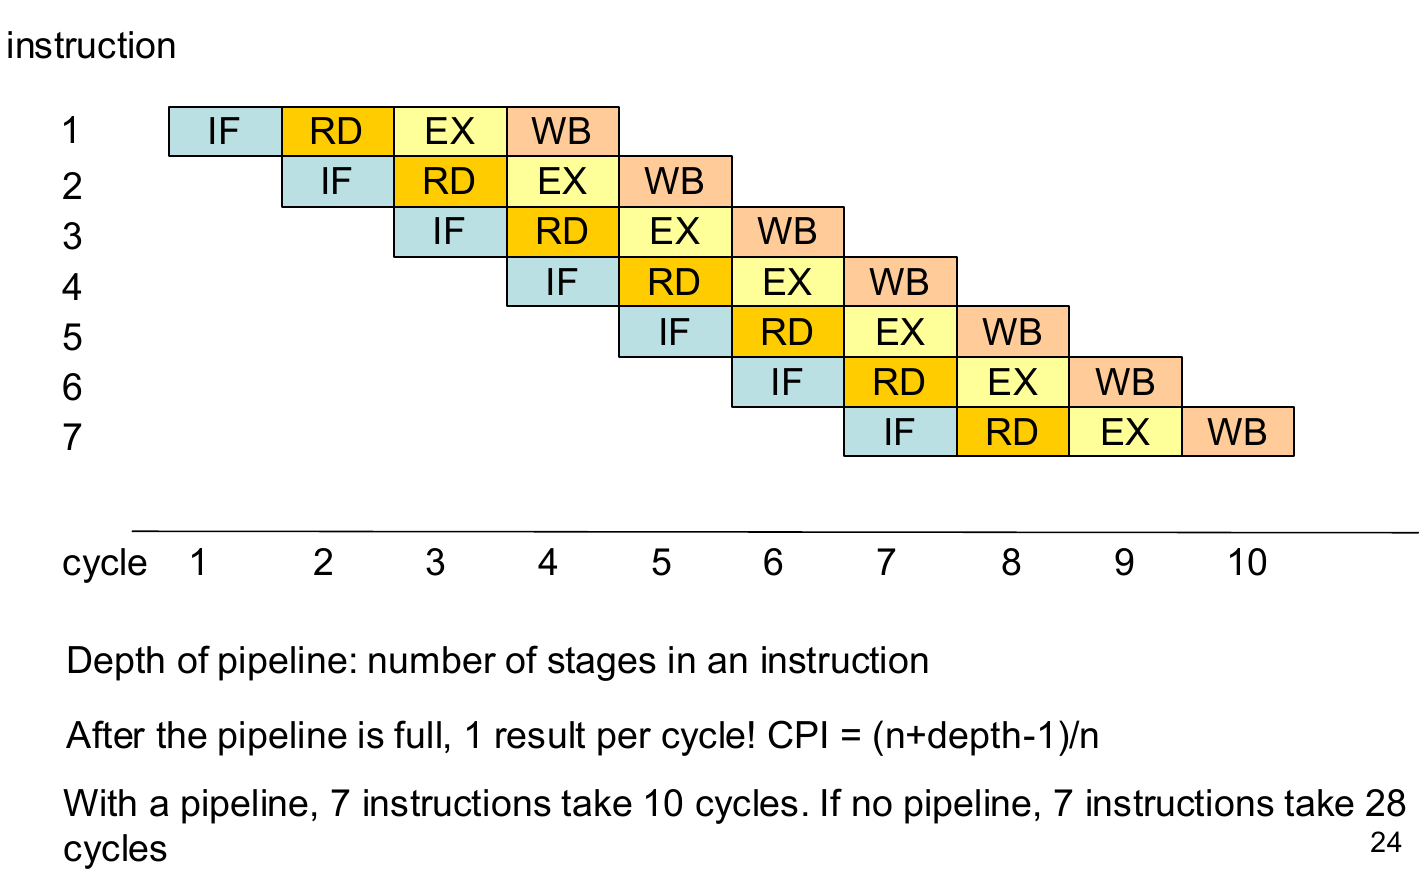 instruction
1 IF RD EX WB
2 IF RD EX WB
3 IF RD EX WB
4 IF RD EX WB
5 IF RD EX WB
6 IF RD EX WB
7 IF RD EX WB
cycle 1 2 3 4 5 6 7 8 9 10
Depth of pipeline: number of stages in an instruction
After the pipeline is full, 1 result per cycle! CPI = (n+depth-1)/n
With a pipeline, 7 instructions take 10 cycles. If no pipeline, 7 instructions take 28
cycles
24